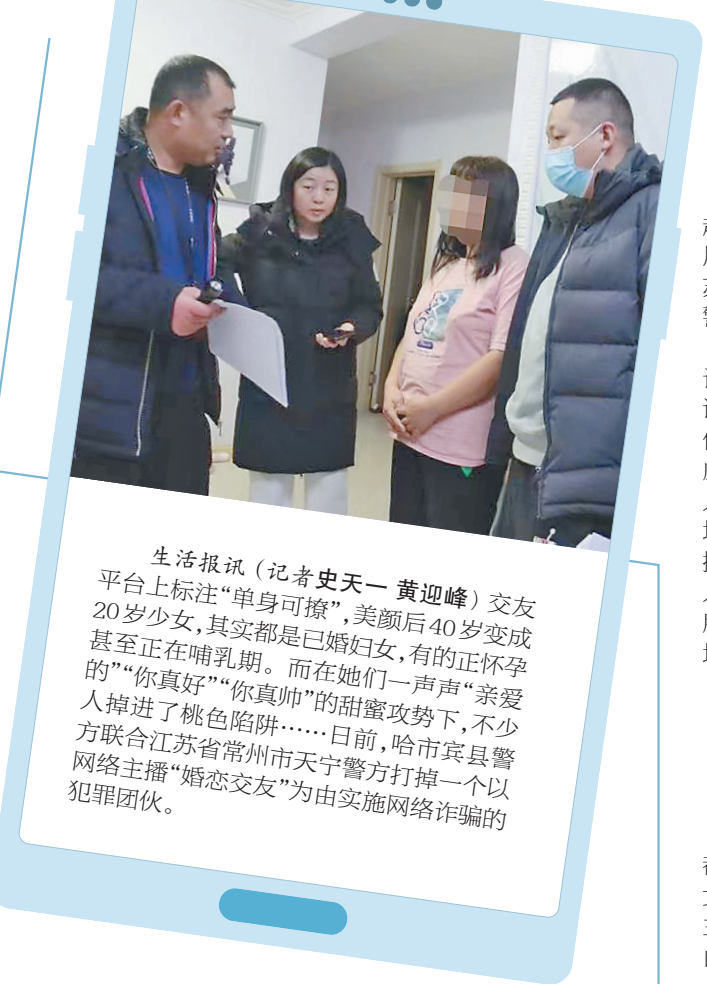 生活报讯（记者史天一 黄迎峰）交友
平台上标注“单身可撩”,美颜后40岁变成
20岁少女,其实都是已婚妇女,有的正怀孕
甚至正在哺乳期。而在她们一声声“亲爱
的”“你真好”“你真帅”的甜蜜攻势下,不少
人掉进了桃色陷阱……日前,哈市宾县警
方联合江苏省常州市天宁警方打掉一个以
网络主播“婚恋交友”为由实施网络诈骗的
犯罪团伙。